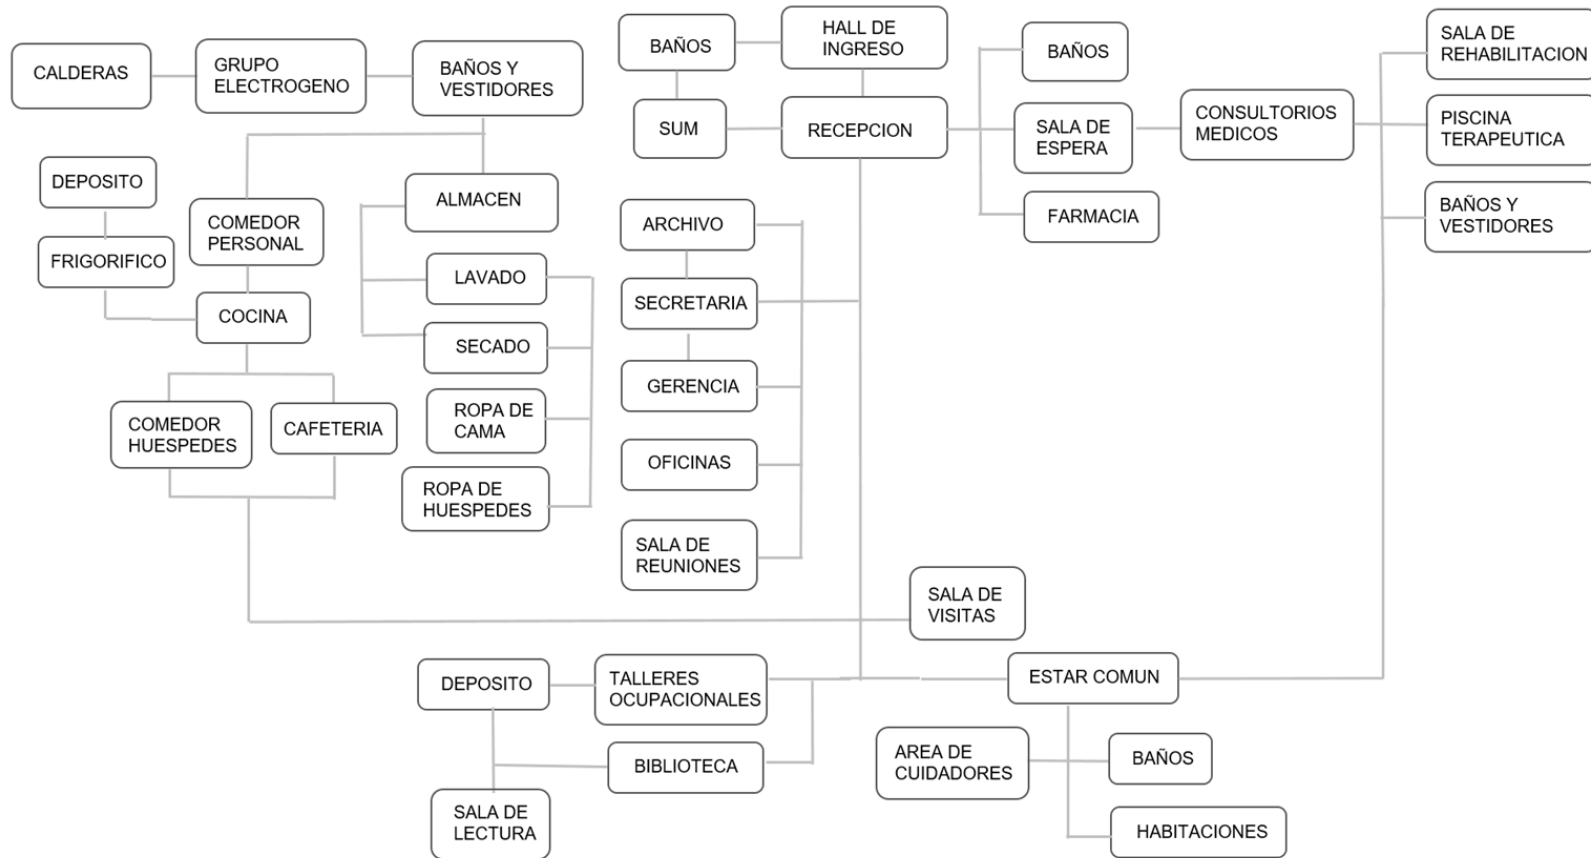 HALL DE
INGRESO
BAÑOS
SALA DE
REHABILITACION
CALDERAS
GRUPO
ELECTROGENO
BAÑOS Y
VESTIDORES
BAÑOS
SUM
RECEPCION
SALA DE
ESPERA
CONSULTORIOS
MEDICOS
PISCINA
TERAPEUTICA
DEPOSITO
ALMACEN
COMEDOR
PERSONAL
ARCHIVO
FARMACIA
BAÑOS Y
VESTIDORES
FRIGORIFICO
LAVADO
SECRETARIA
COCINA
SECADO
GERENCIA
COMEDOR
HUESPEDES
CAFETERIA
ROPA DE
CAMA
OFICINAS
ROPA DE
HUESPEDES
SALA DE
REUNIONES
SALA DE
VISITAS
DEPOSITO
TALLERES
OCUPACIONALES
ESTAR COMUN
BIBLIOTECA
AREA DE
CUIDADORES
BAÑOS
SALA DE
LECTURA
HABITACIONES